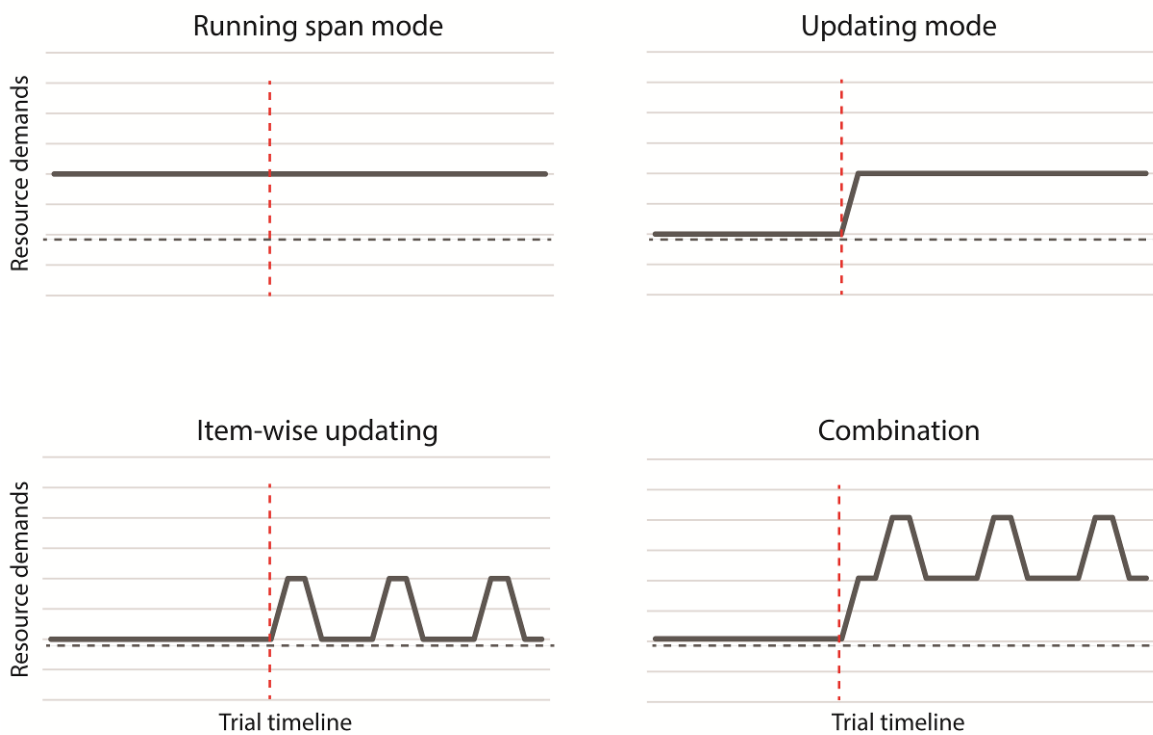 Running span mode
Updating mode
Resource demands
Item-wise updating
Combination
Resource demands
Trial timeline
Trial timeline